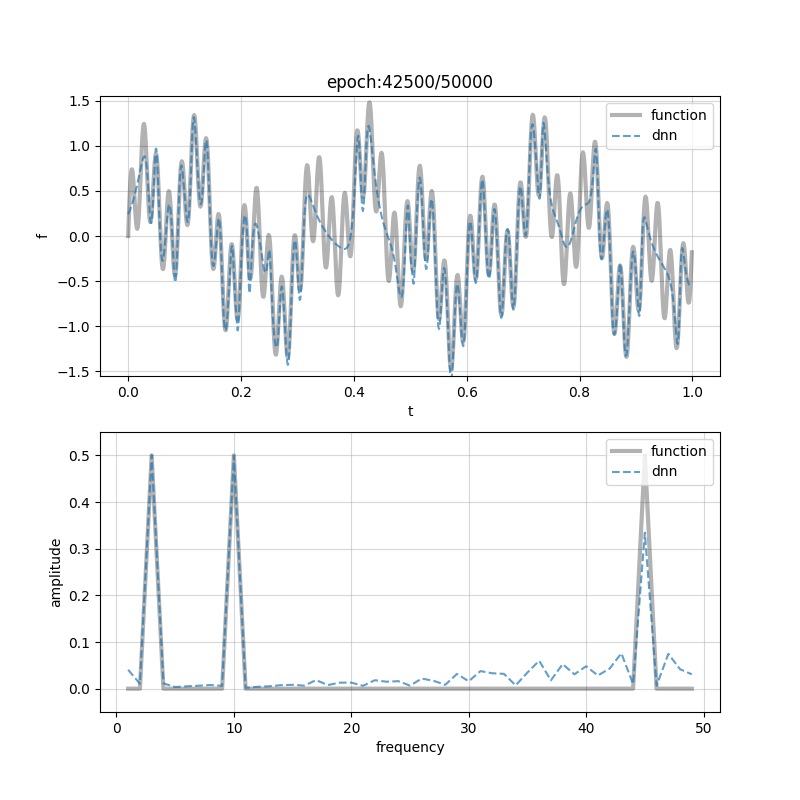 epoch:42500/50000
function
dnn
f
1.5
1.0
0.5
0.0
−0.5
−1.0
−1.5
0.0 0.2 0.4 0.6 0.8 1.0
t
function
dnn
amplitude
0.5
0.4
0.3
0.2
0.1
0.0
0 10 20 30 40 50
frequency